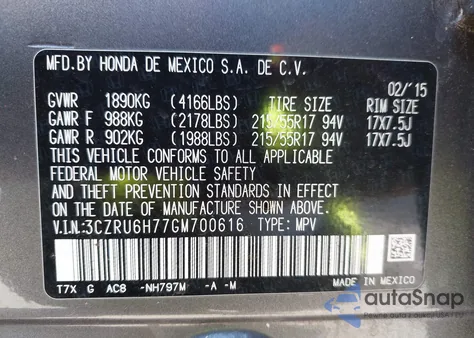 MFD.BY HONDA DE MEXICO S.A. DE C.V.
02/'15
GVWR 1890KG (4166LBS) TIRE SIZE RIM SIZE
GAWR F 988KG (2178LBS) 215/55R17 94V 17X7.5J
GAWR R 902KG (1988LBS) 215/55R17 94V 17X7.5J
THIS VEHICLE CONFORMS TO ALL APPLICABLE
FEDERAL MOTOR VEHICLE SAFETY
AND THEFT PREVENTION STANDARDS IN EFFECT
ON THE DATE OF MANUFACTURE SHOWN ABOVE.
V.I.N:3CZRU6H77GM700616 TYPE: MPV
T7X G AC8 -NH797M -A -M
MADE IN MEXICO
autoSnap